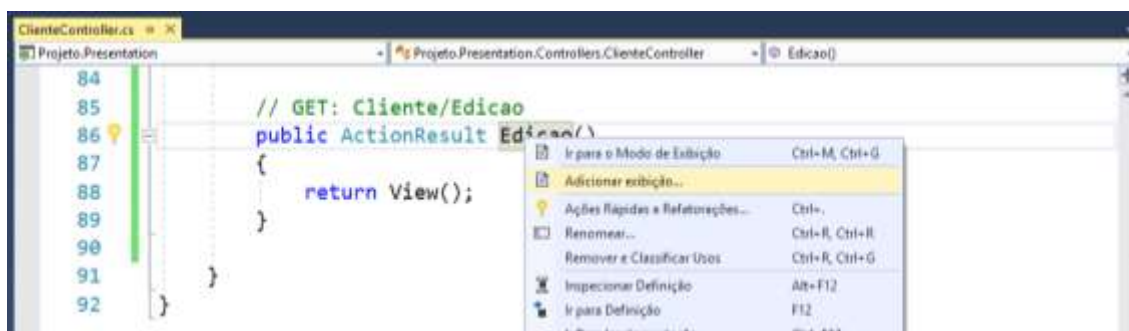 ClienteController.cs
Projeto.Presentation Projeto.Presentation.Controllers.ClienteController Edicao()
84
85 // GET: Cliente/Edicao
86 public ActionResult Edicao()
Ir para o Modo de Exibição Ctrl+M, Ctrl+G
87 {
Adicionar exibição...
88 return View();
Ações Rápidas e Refatorações... Ctrl+.
89 }
Renomear... Ctrl+R, Ctrl+R
90
Remover e Classificar Usos Ctrl+R, Ctrl+G
91 }
Inspecionar Definição Alt+F12
92 }
Ir para Definição F12